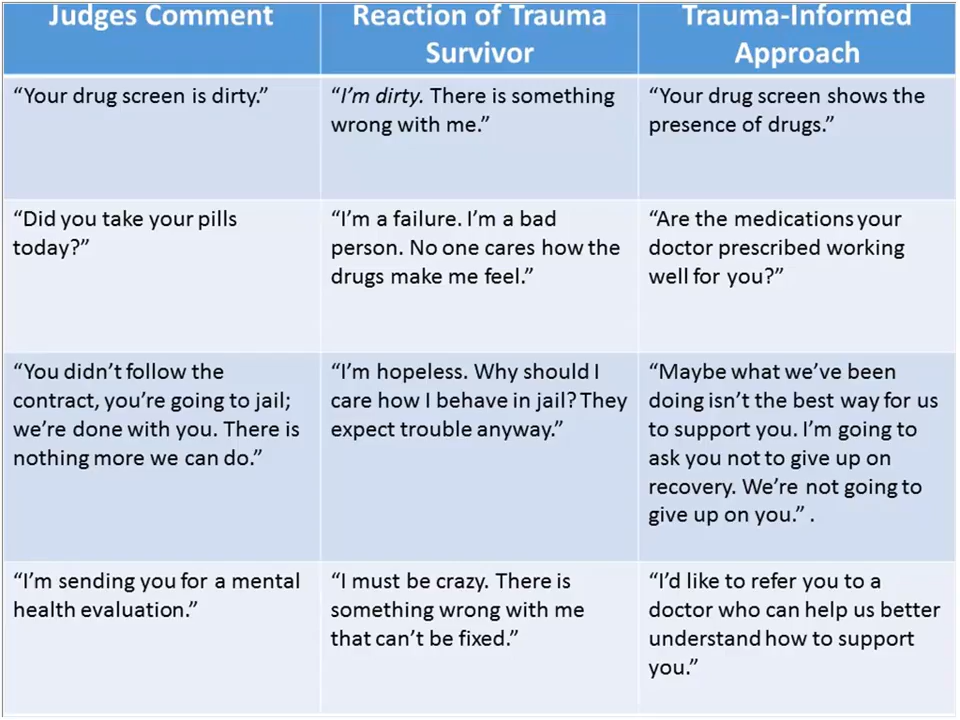 Judges Comment
Reaction of Trauma
Survivor
Trauma-Informed
Approach
“Your drug screen is dirty.”
“I’m dirty. There is something
wrong with me.”
“Your drug screen shows the
presence of drugs.”
“Did you take your pills
today?”
“I’m a failure. I’m a bad
person. No one cares how the
drugs make me feel.”
“Are the medications your
doctor prescribed working
well for you?”
“You didn’t follow the
contract, you’re going to jail;
we’re done with you. There is
nothing more we can do.”
“I’m hopeless. Why should I
care how I behave in jail? They
expect trouble anyway.”
“Maybe what we’ve been
doing isn’t the best way for us
to support you. I’m going to
ask you not to give up on
recovery. We’re not going to
give up on you.” .
“I’m sending you for a mental
health evaluation.”
“I must be crazy. There is
something wrong with me
that can’t be fixed.”
“I’d like to refer you to a
doctor who can help us better
understand how to support
you.”